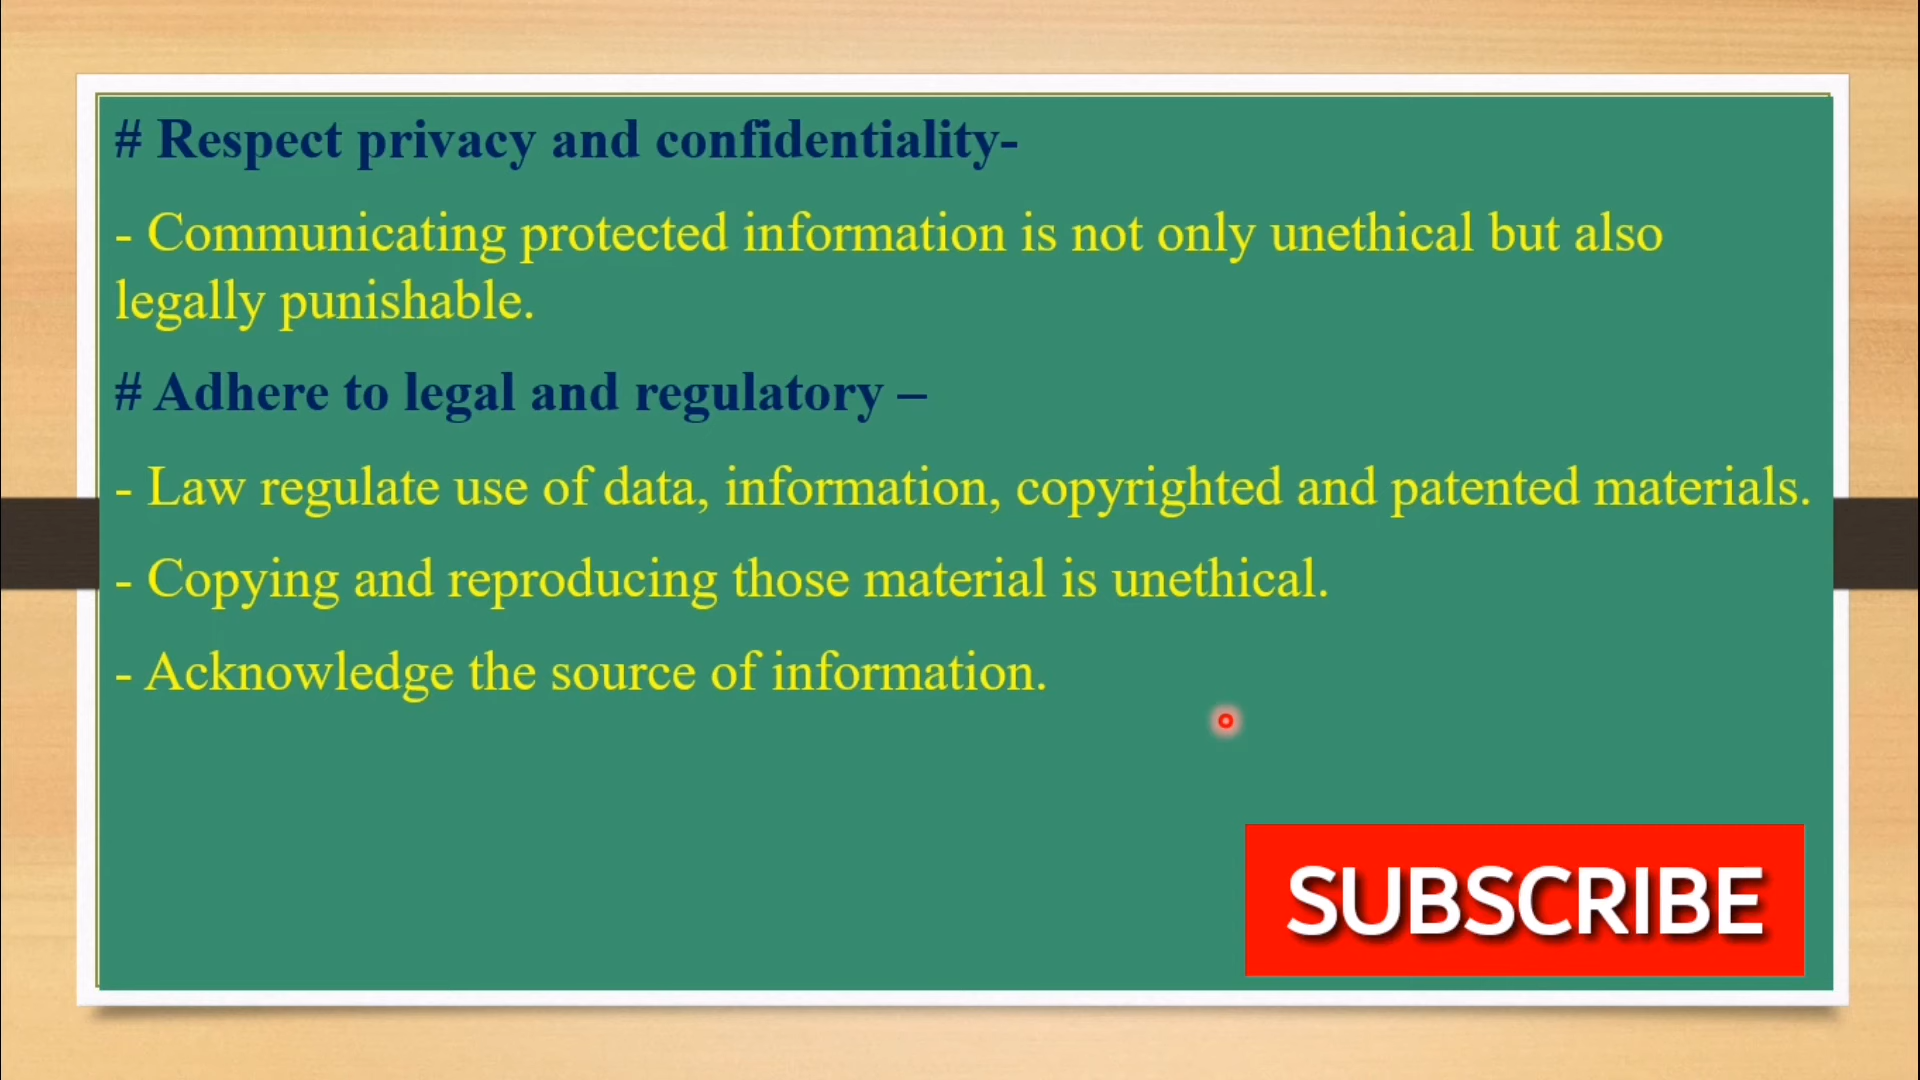 # Respect privacy and confidentiality-
- Communicating protected information is not only unethical but also
legally punishable.
# Adhere to legal and regulatory –
- Law regulate use of data, information, copyrighted and patented materials.
- Copying and reproducing those material is unethical.
- Acknowledge the source of information.
SUBSCRIBE